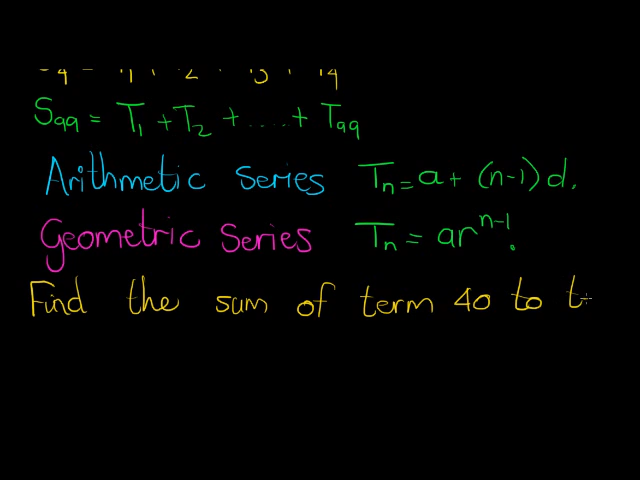 S₉₉ = T₁ + T₂ + .... + T₉₉
Arithmetic Series Tₙ = a + (n-1) d.
Geometric Series Tₙ = arⁿ⁻¹.
Find the sum of term 40 to